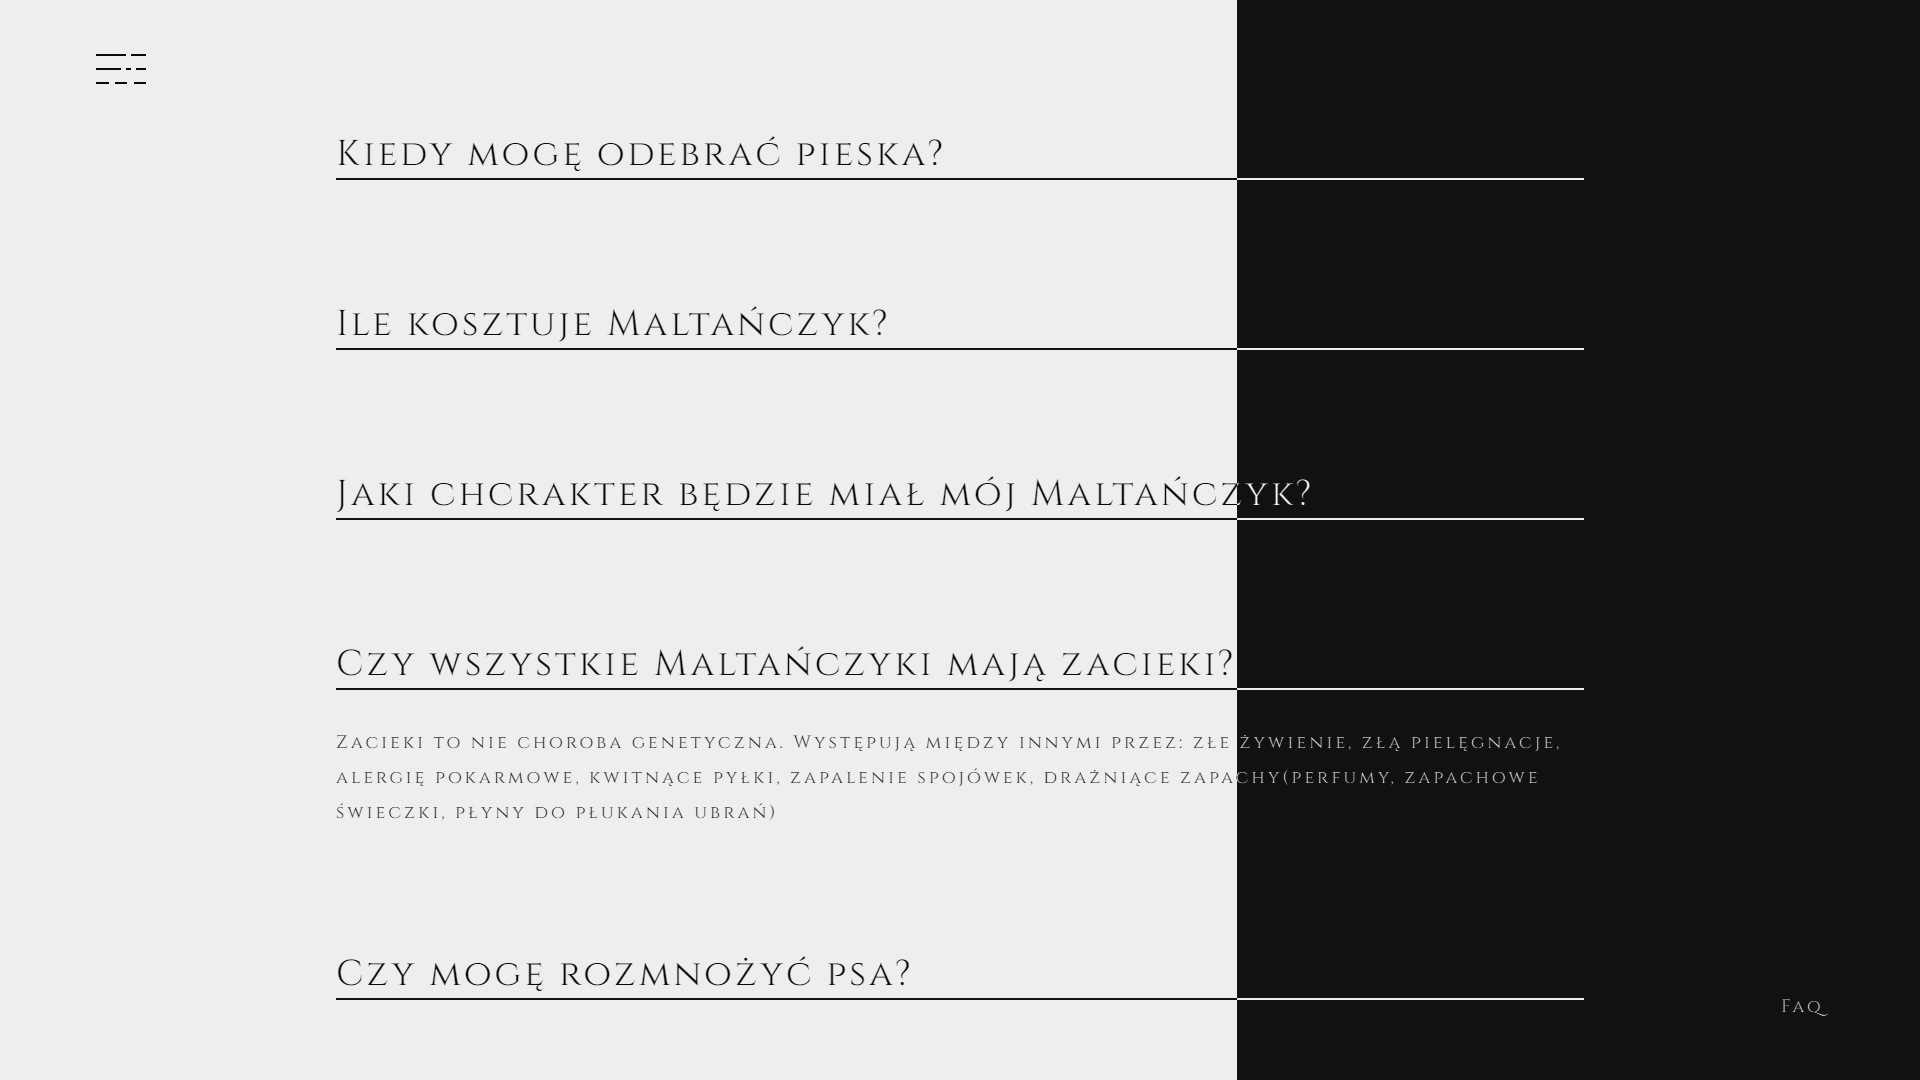 Kiedy mogę odebrać pieska?
Ile kosztuje Maltańczyk?
Jaki chcrakter będzie miał mój Maltańczyk?
Czy wszystkie Maltańczyki mają zacieki?
Zacieki to nie choroba genetyczna. Występują między innymi przez: złe żywienie, złą pielęgnacje,
alergię pokarmowe, kwitnące pyłki, zapalenie spojówek, drażniące zapachy(perfumy, zapachowe
świeczki, płyny do płukania ubrań)
Czy mogę rozmnożyć psa?
FaQ